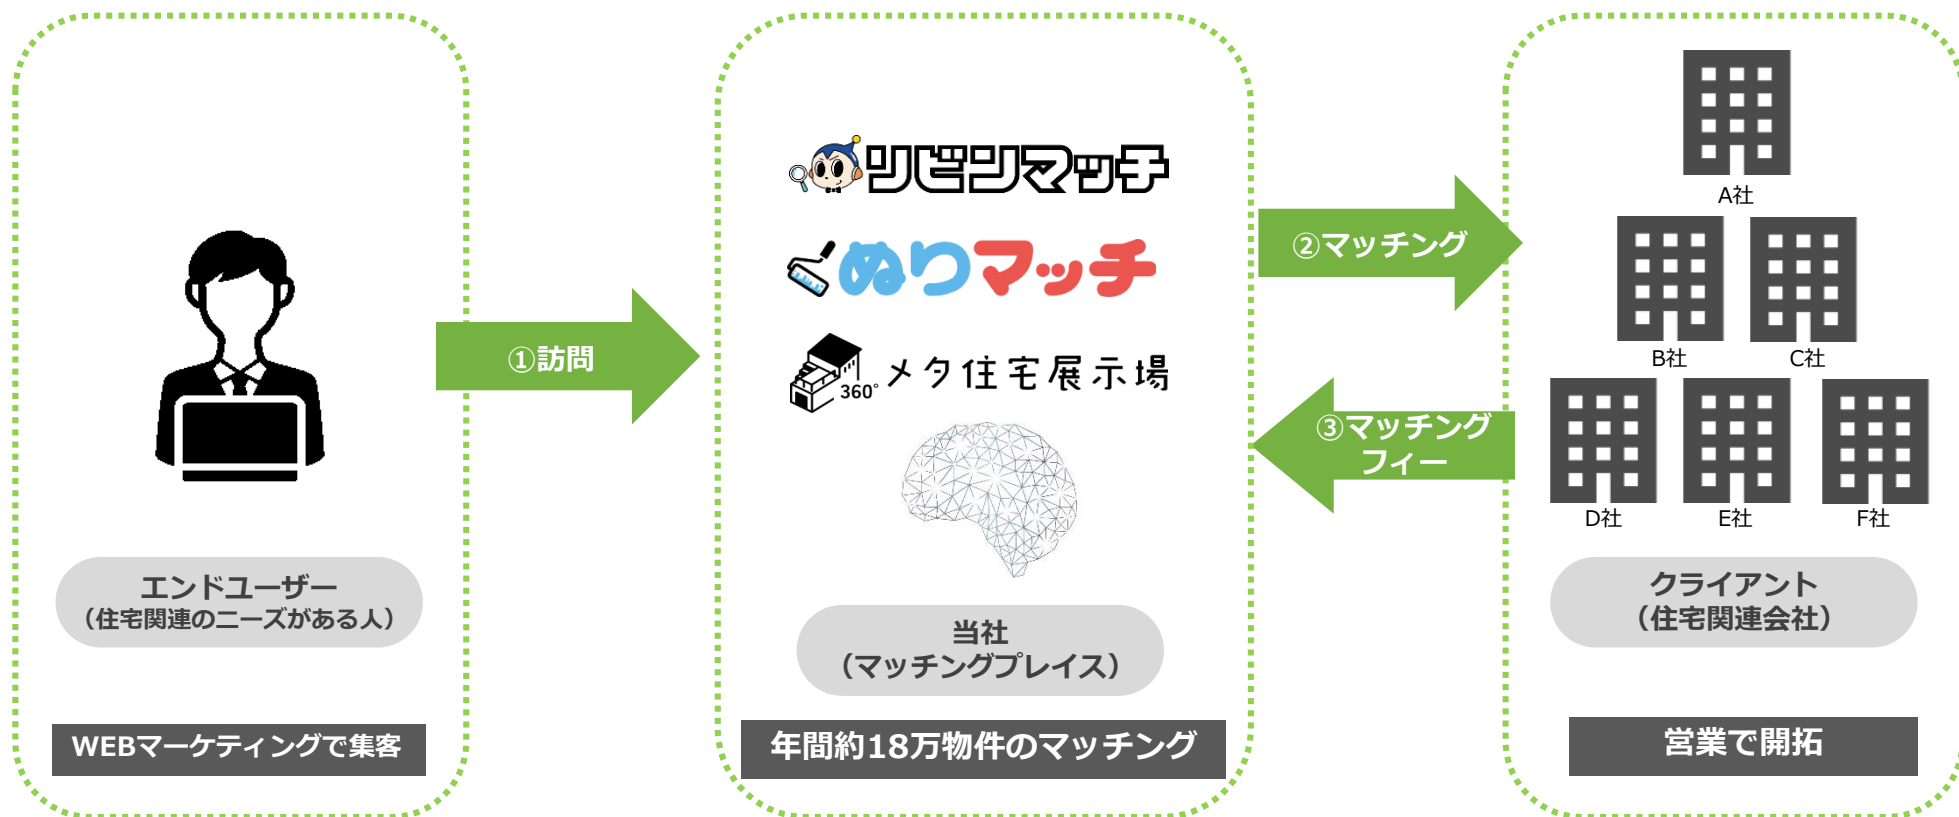 ①訪問
エンドユーザー
（住宅関連のニーズがある人）
WEBマーケティングで集客
リビンマッチ
ぬりマッチ
360°メタ住宅展示場
当社
（マッチングプレイス）
年間約18万物件のマッチング
②マッチング
③マッチング
フィー
A社
B社 C社
D社 E社 F社
クライアント
（住宅関連会社）
営業で開拓